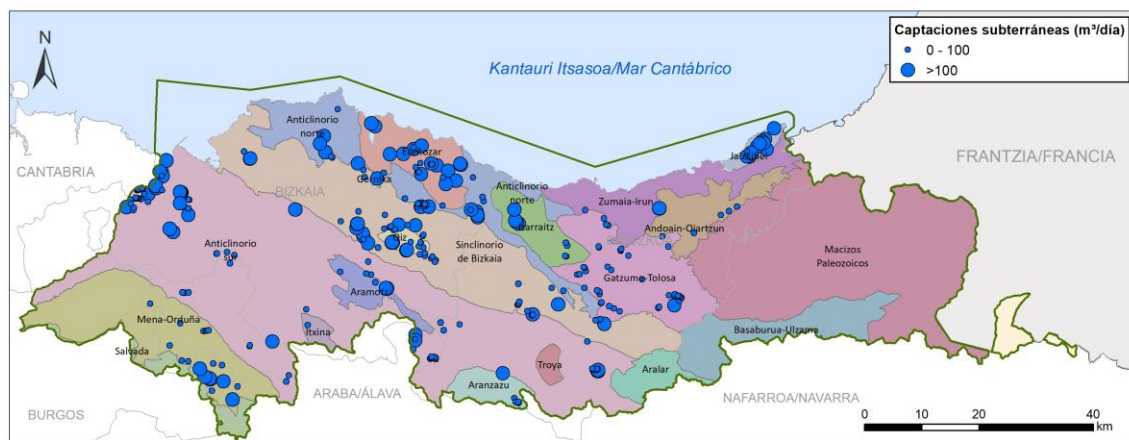 Captaciones subterráneas (m³/día)
0 - 100
>100
N
Kantauri Itsasoa/Mar Cantábrico
FRANTZIA/FRANCIA
CANTABRIA
BIZKAIA
Anticlinorio
norte
Gernika
Anticlinorio
norte
Izarraitz
Zumaia-Irun
Jaizkibel
Andoain-Oiartzun
Macizos
Paleozoicos
Anticlinorio
sur
Oiz
Sinclinorio
de Bizkaia
Gatzume-Tolosa
Aramotz
Mena-Orduña
Itxina
Salvada
Basaburua-Ulzama
Troya
Aralar
Aranzazu
ARABA/ÁLAVA
BURGOS
NAFARROA/NAVARRA
0 10 20 40
km